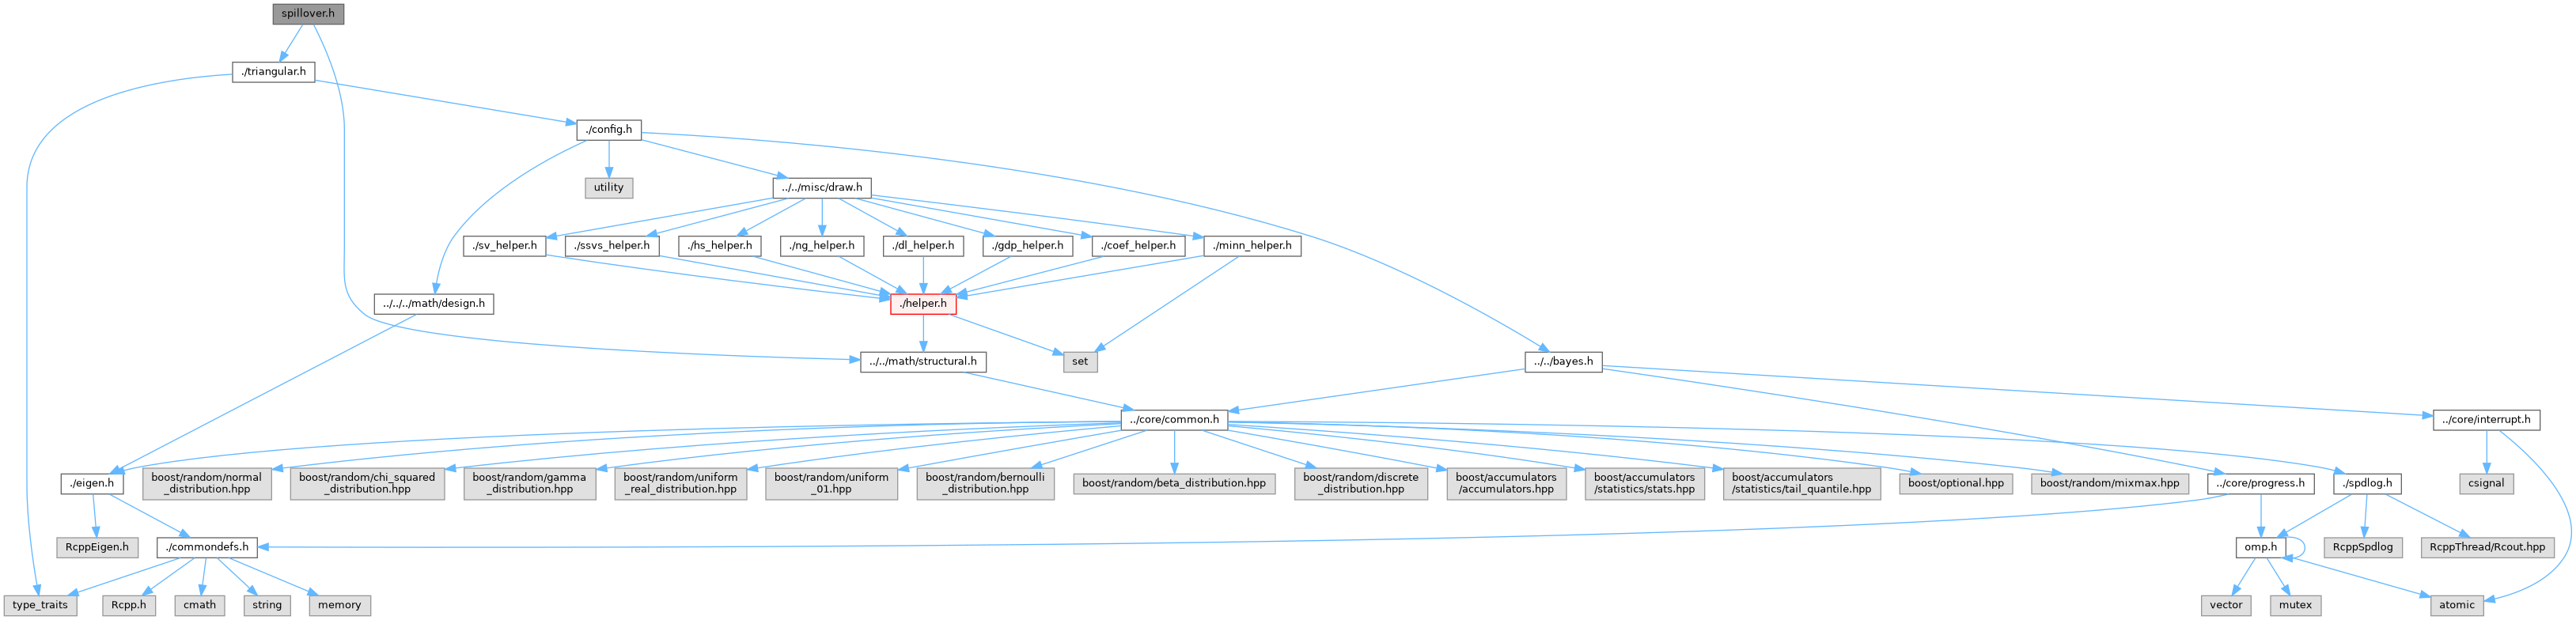 spillover.h
./triangular.h
./config.h
utility
../../misc/draw.h
./sv_helper.h
./ssvs_helper.h
./hs_helper.h
./ng_helper.h
./dl_helper.h
./gdp_helper.h
./coef_helper.h
./minn_helper.h
../../../math/design.h
./helper.h
../../math/structural.h
set
../../bayes.h
../core/common.h
../core/interrupt.h
./eigen.h
boost/random/normal
_distribution.hpp
boost/random/chi_squared
_distribution.hpp
boost/random/gamma
_distribution.hpp
boost/random/uniform
_real_distribution.hpp
boost/random/uniform
_01.hpp
boost/random/bernoulli
_distribution.hpp
boost/random/beta_distribution.hpp
boost/random/discrete
_distribution.hpp
boost/accumulators
/accumulators.hpp
boost/accumulators
/statistics/stats.hpp
boost/accumulators
/statistics/tail_quantile.hpp
boost/optional.hpp
boost/random/mixmax.hpp
../core/progress.h
./spdlog.h
csignal
RcppEigen.h
./commondefs.h
omp.h
RcppSpdlog
RcppThread/Rcout.hpp
type_traits
Rcpp.h
cmath
string
memory
vector
mutex
atomic